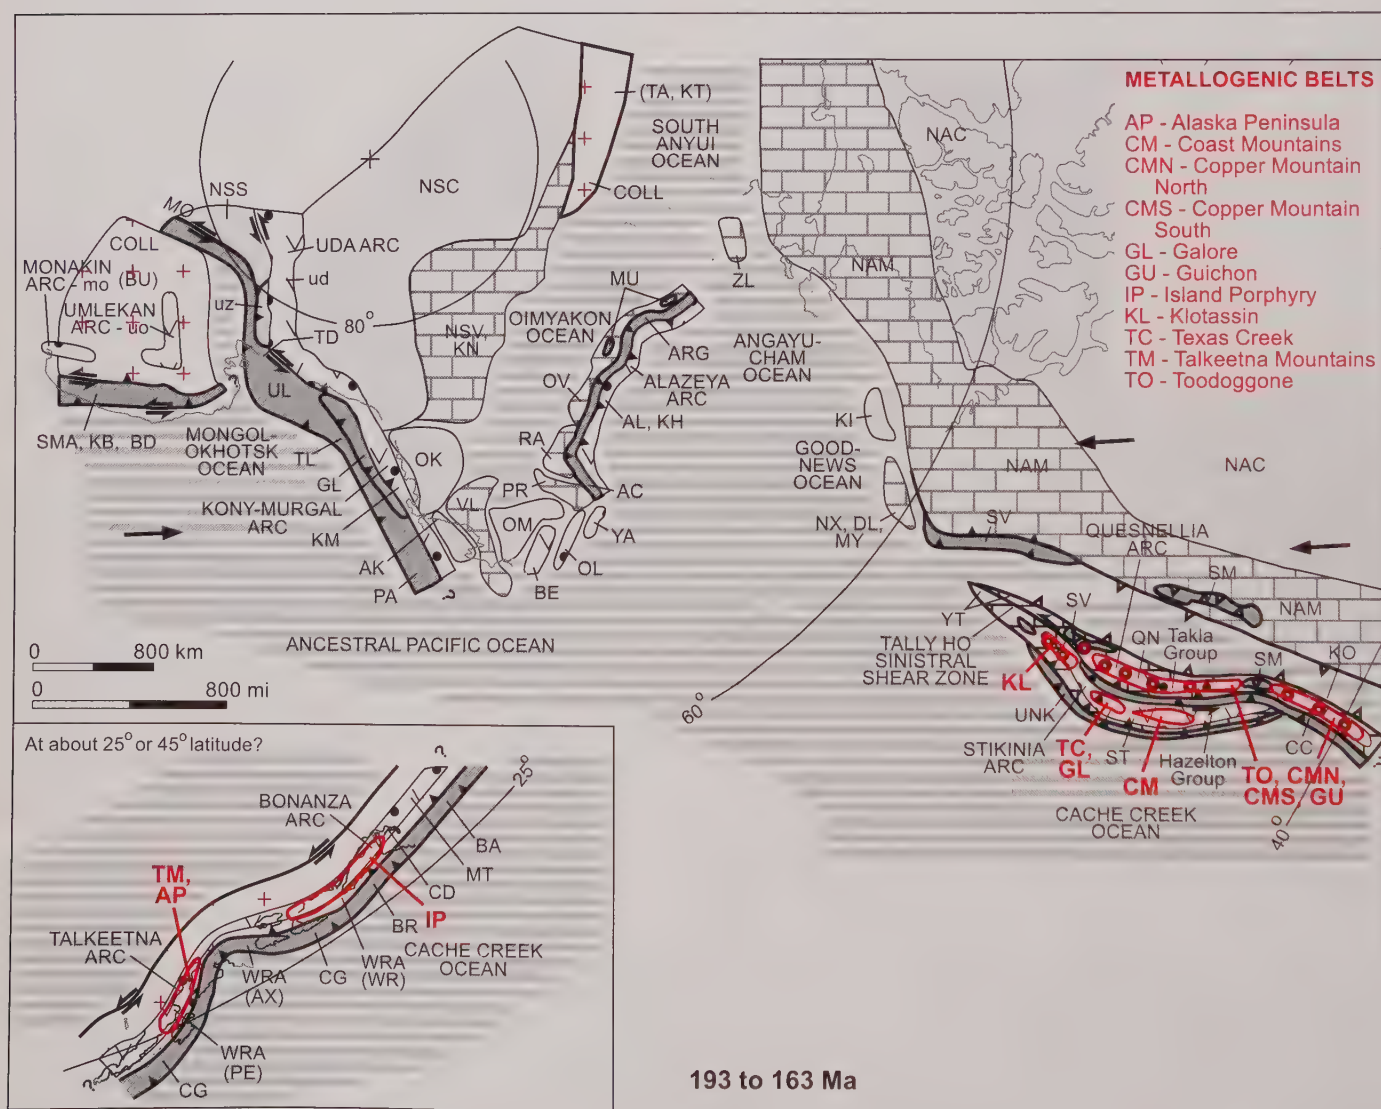 METALLOGENIC BELTS
AP - Alaska Peninsula
CM - Coast Mountains
CMN - Copper Mountain
North
CMS - Copper Mountain
South
GL - Galore
GU - Guichon
IP - Island Porphyry
KL - Klotassin
TC - Texas Creek
TM - Talkeetna Mountains
TO - Toodoggone
(TA, KT)
SOUTH
ANYUI
OCEAN
COLL
NSC
NSS
MO
COLL
MONAKIN
ARC - mo
(BU)
UMLEKAN
ARC - uo
UDA ARC
ud
uz
80°
TD
UL
SMA, KB, BD
MONGOL-
OKHOTSK
OCEAN
TL
GL
KONY-MURGAL
ARC
KM
AK
PA
?
?
OK
VL
NSV,
KN
MU
OIMYAKON
OCEAN
OV
RA
PR
OM
BE
OL
YA
AC
AL, KH
ALAZEYA
ARC
ARG
ANGAYU-
CHAM
OCEAN
ZL
KI
GOOD-
NEWS
OCEAN
NX, DL,
MY
NAC
NAM
NAM
NAC
SV
QUESNELLIA
ARC
SM
NAM
KO
YT
SV
TALLY HO
SINISTRAL
SHEAR ZONE
KL
QN
Takla
Group
SM
UNK
STIKINIA
ARC
TC,
GL
ST
CM
Hazelton
Group
CC
TO, CMN,
CMS, GU
?
CACHE CREEK
OCEAN
40°
60°
ANCESTRAL PACIFIC OCEAN
0 800 km
0 800 mi
At about 25° or 45° latitude?
?
25°
BONANZA
ARC
BA
MT
CD
IP
BR
TM,
AP
TALKEETNA
ARC
CACHE CREEK
OCEAN
WRA
(WR)
CG
WRA
(AX)
WRA
(PE)
CG
?
193 to 163 Ma